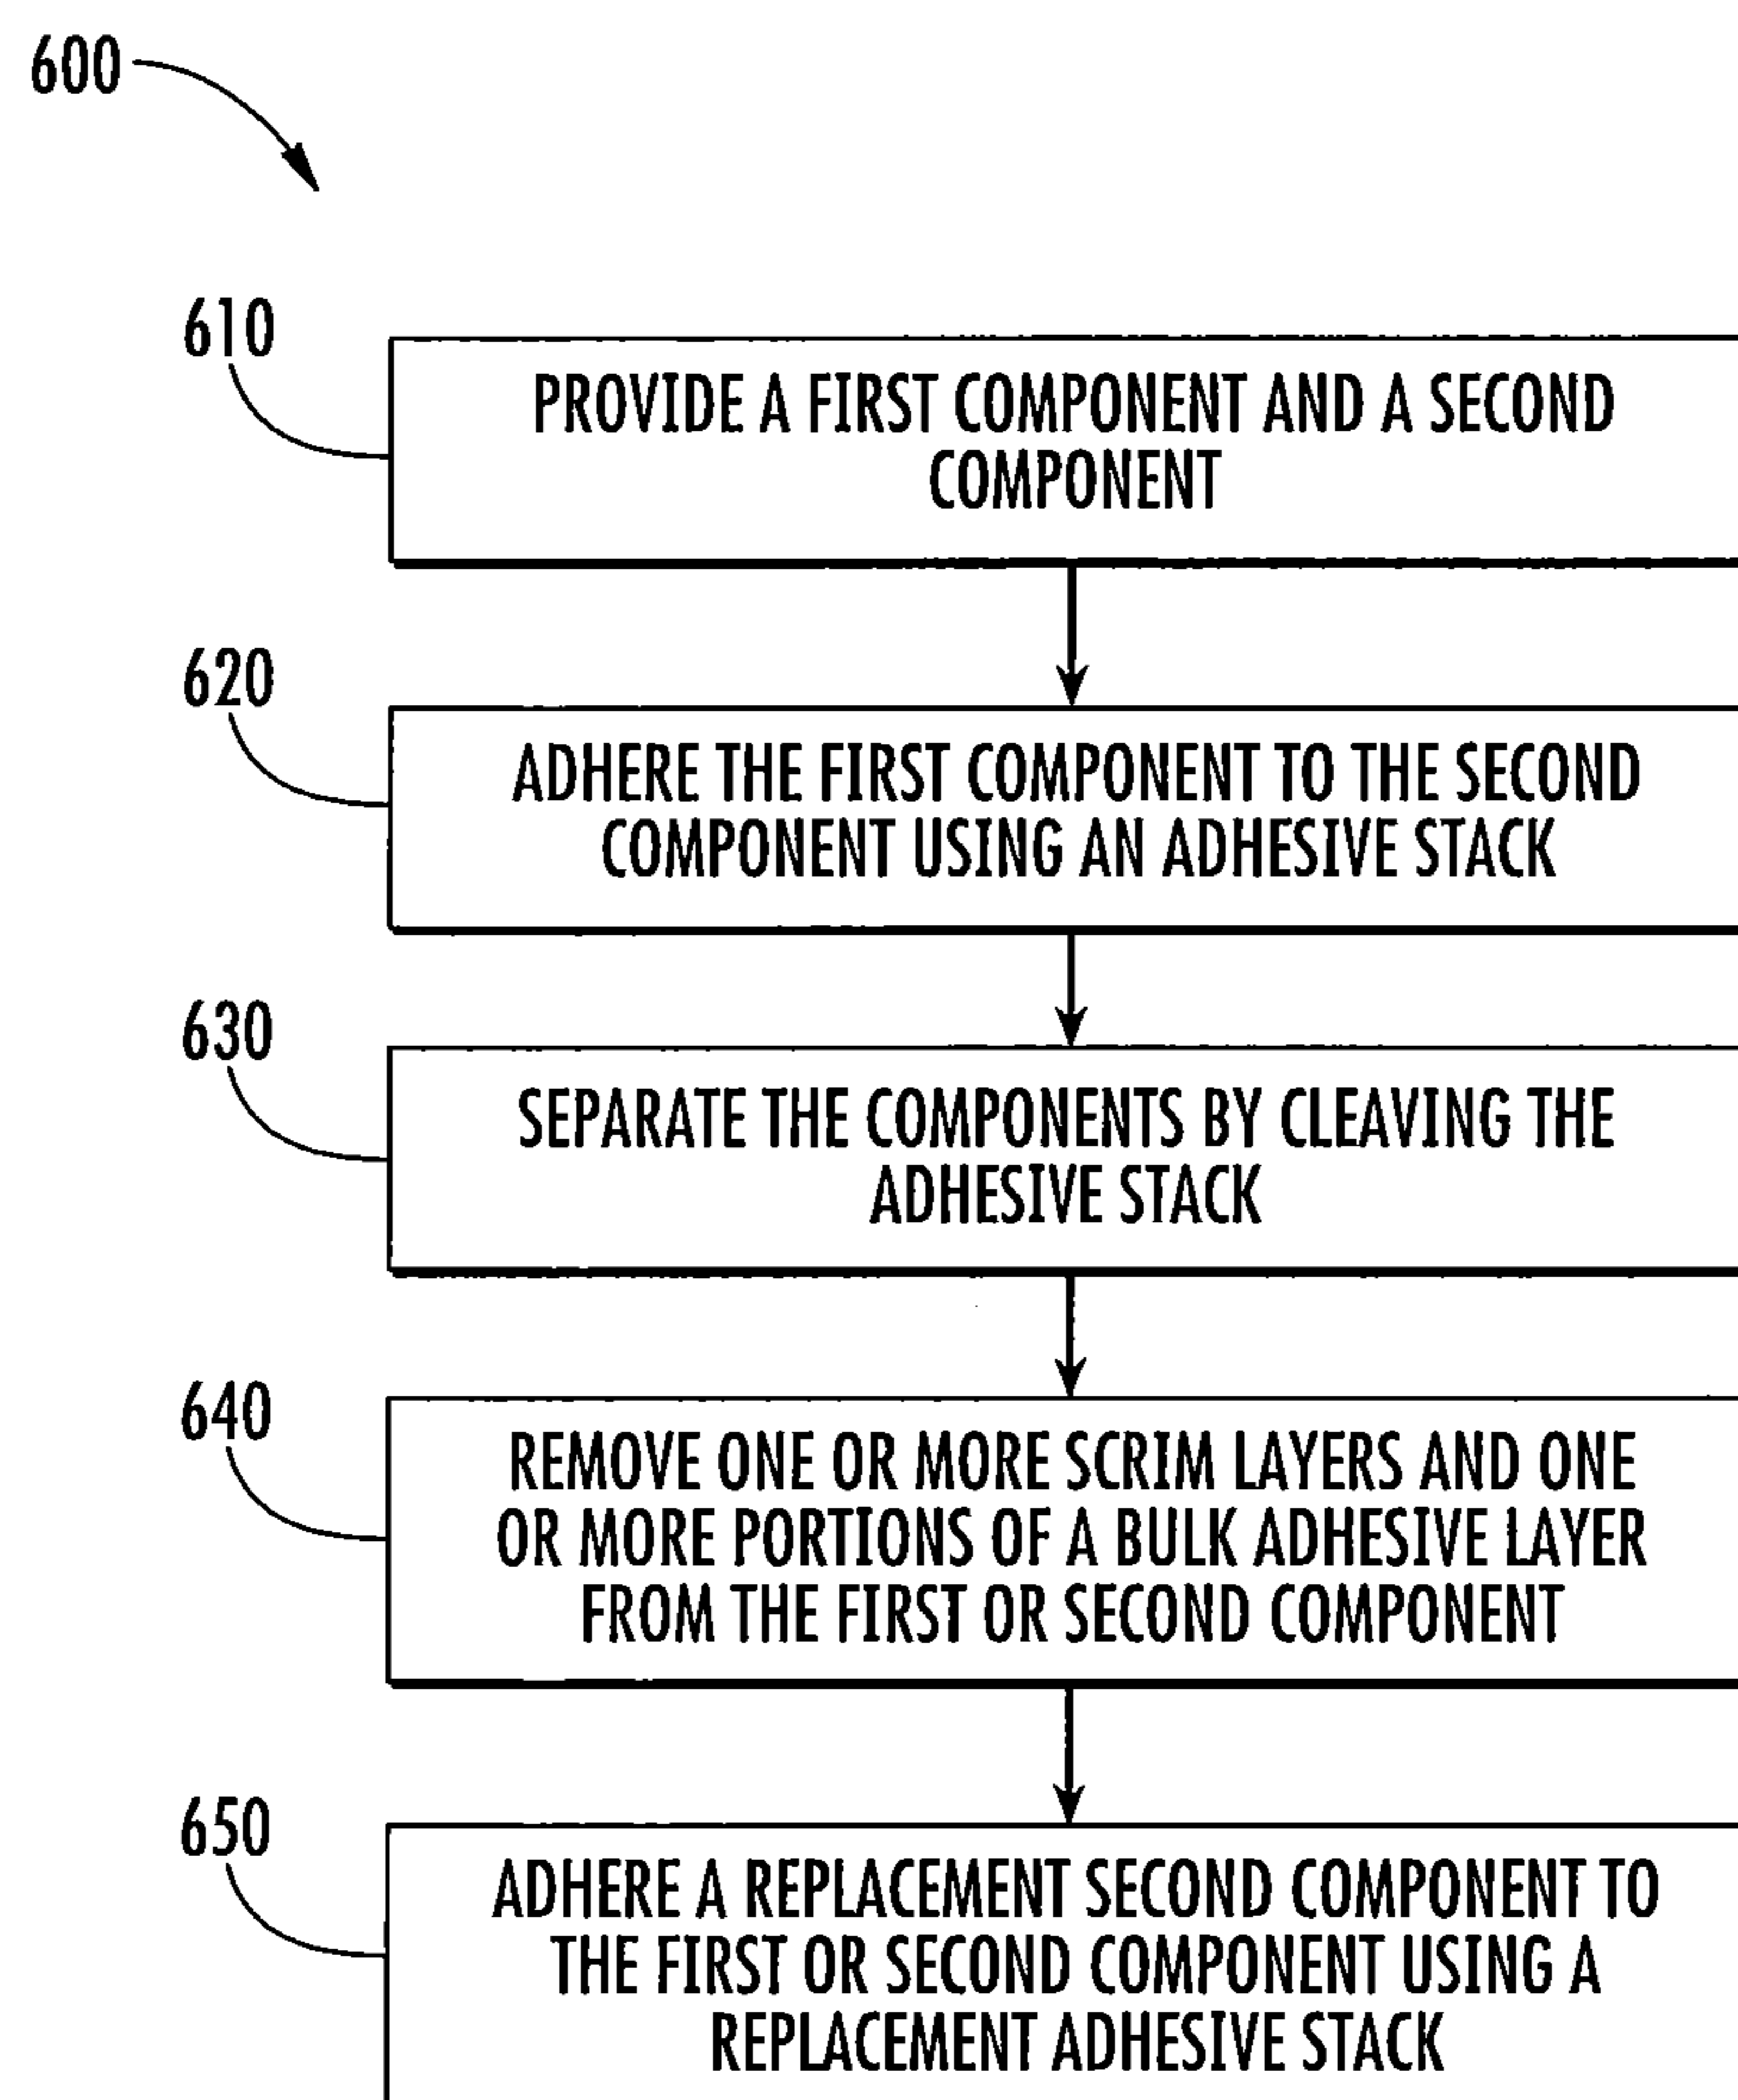 600
610
PROVIDE A FIRST COMPONENT AND A SECOND
COMPONENT
620
ADHERE THE FIRST COMPONENT TO THE SECOND
COMPONENT USING AN ADHESIVE STACK
630
SEPARATE THE COMPONENTS BY CLEAVING THE
ADHESIVE STACK
640
REMOVE ONE OR MORE SCRIM LAYERS AND ONE
OR MORE PORTIONS OF A BULK ADHESIVE LAYER
FROM THE FIRST OR SECOND COMPONENT
650
ADHERE A REPLACEMENT SECOND COMPONENT TO
THE FIRST OR SECOND COMPONENT USING A
REPLACEMENT ADHESIVE STACK